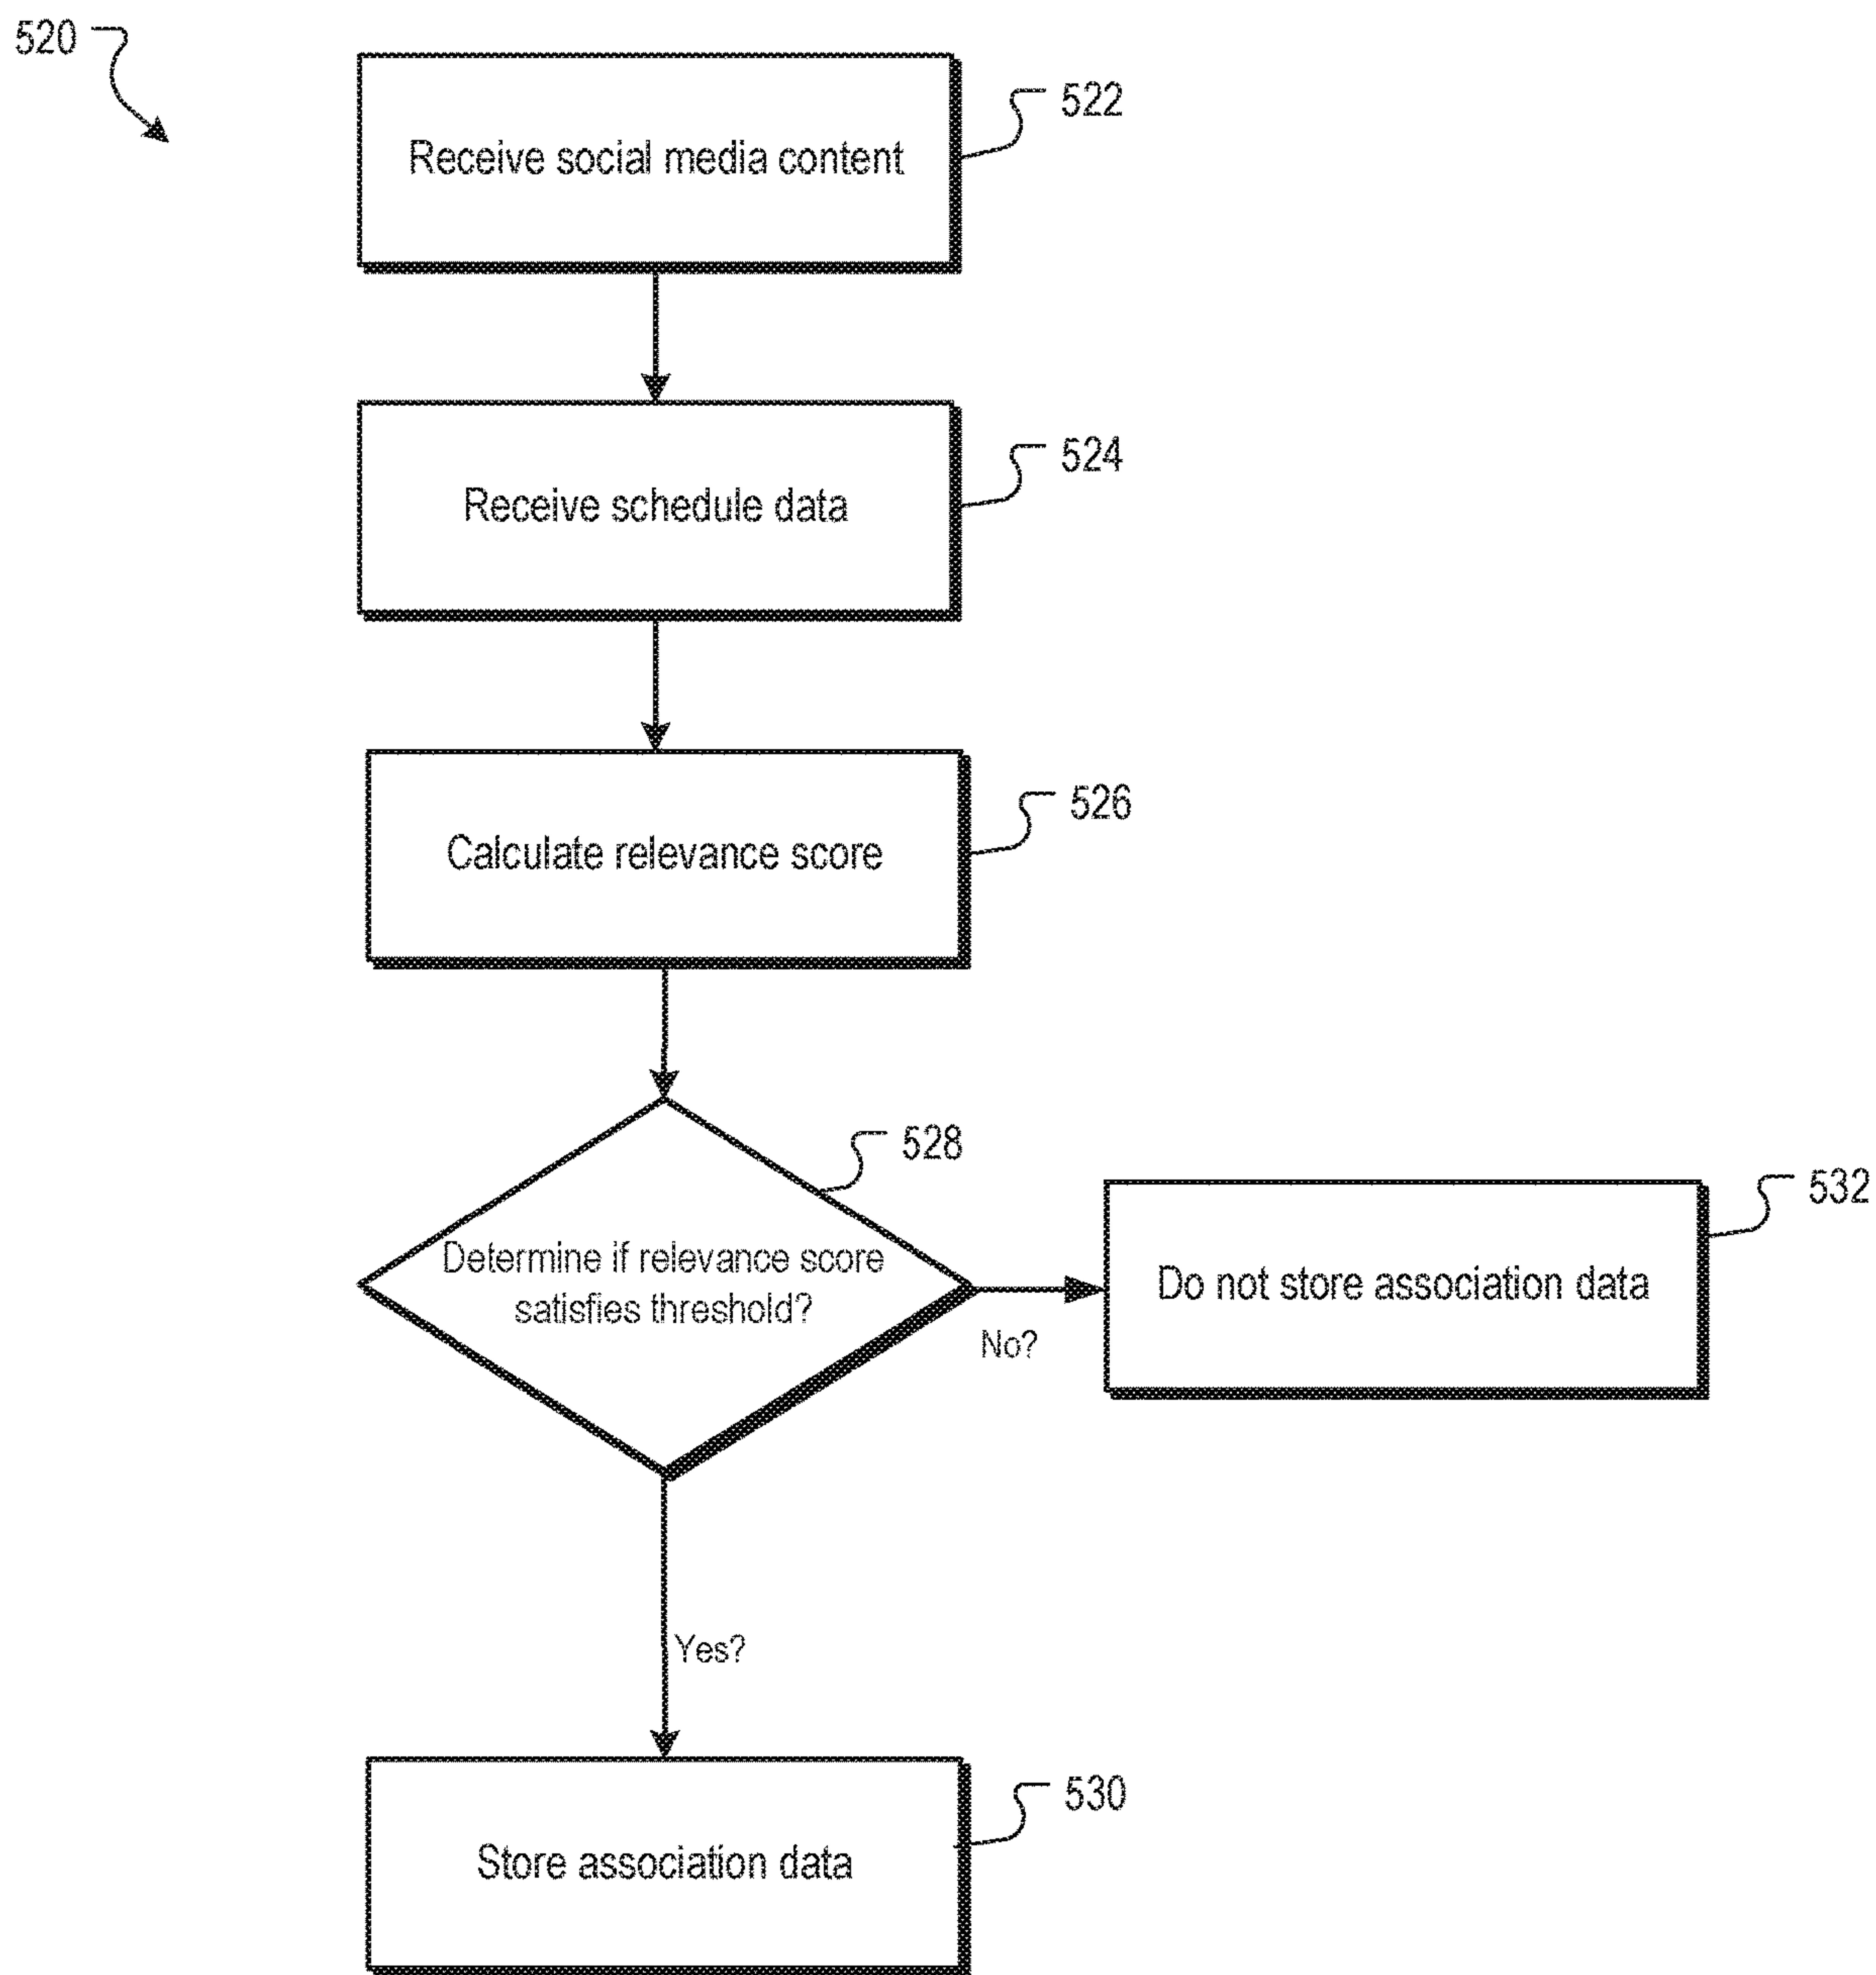 520
Receive social media content
522
Receive schedule data
524
Calculate relevance score
526
528
Determine if relevance score
satisfies threshold?
No?
Do not store association data
532
Yes?
Store association data
530